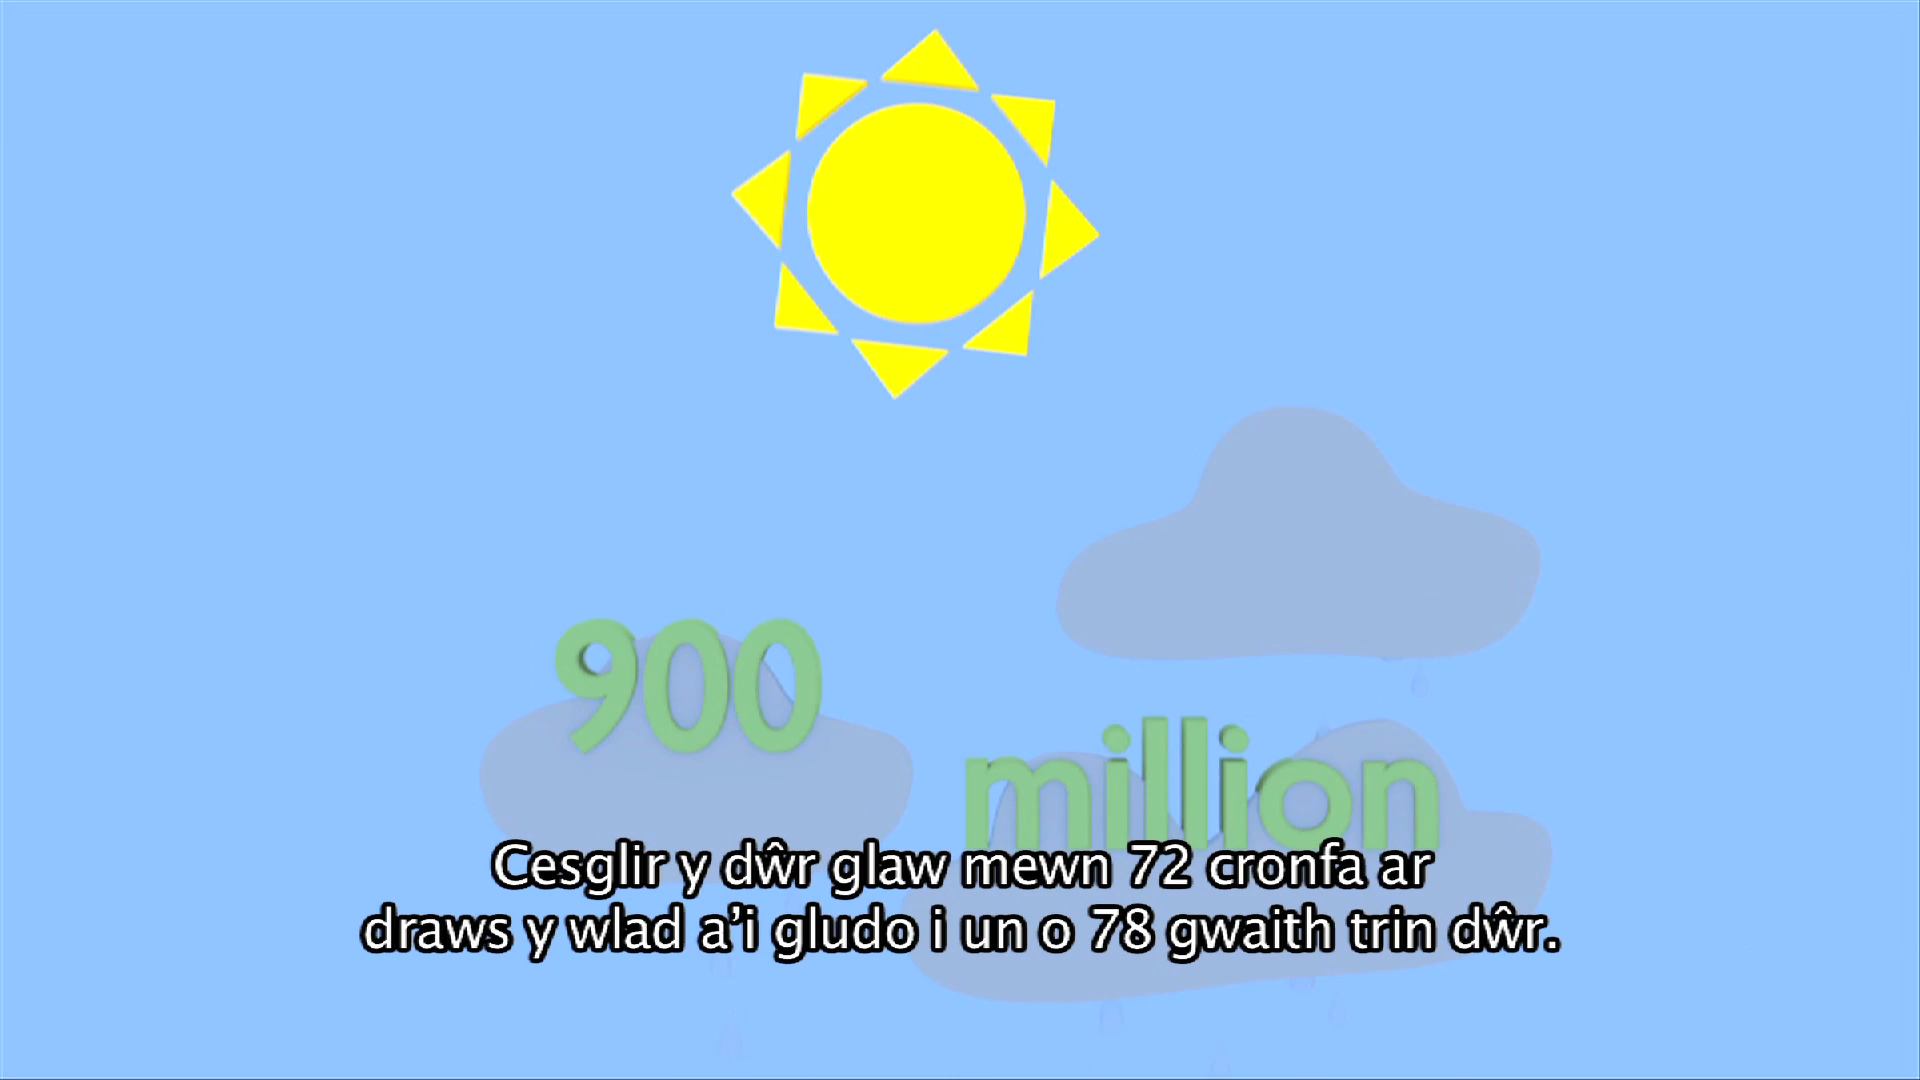 900
million
Cesglir y dŵr glaw mewn 72 cronfa ar
draws y wlad a’i gludo i un o 78 gwaith trin dŵr.